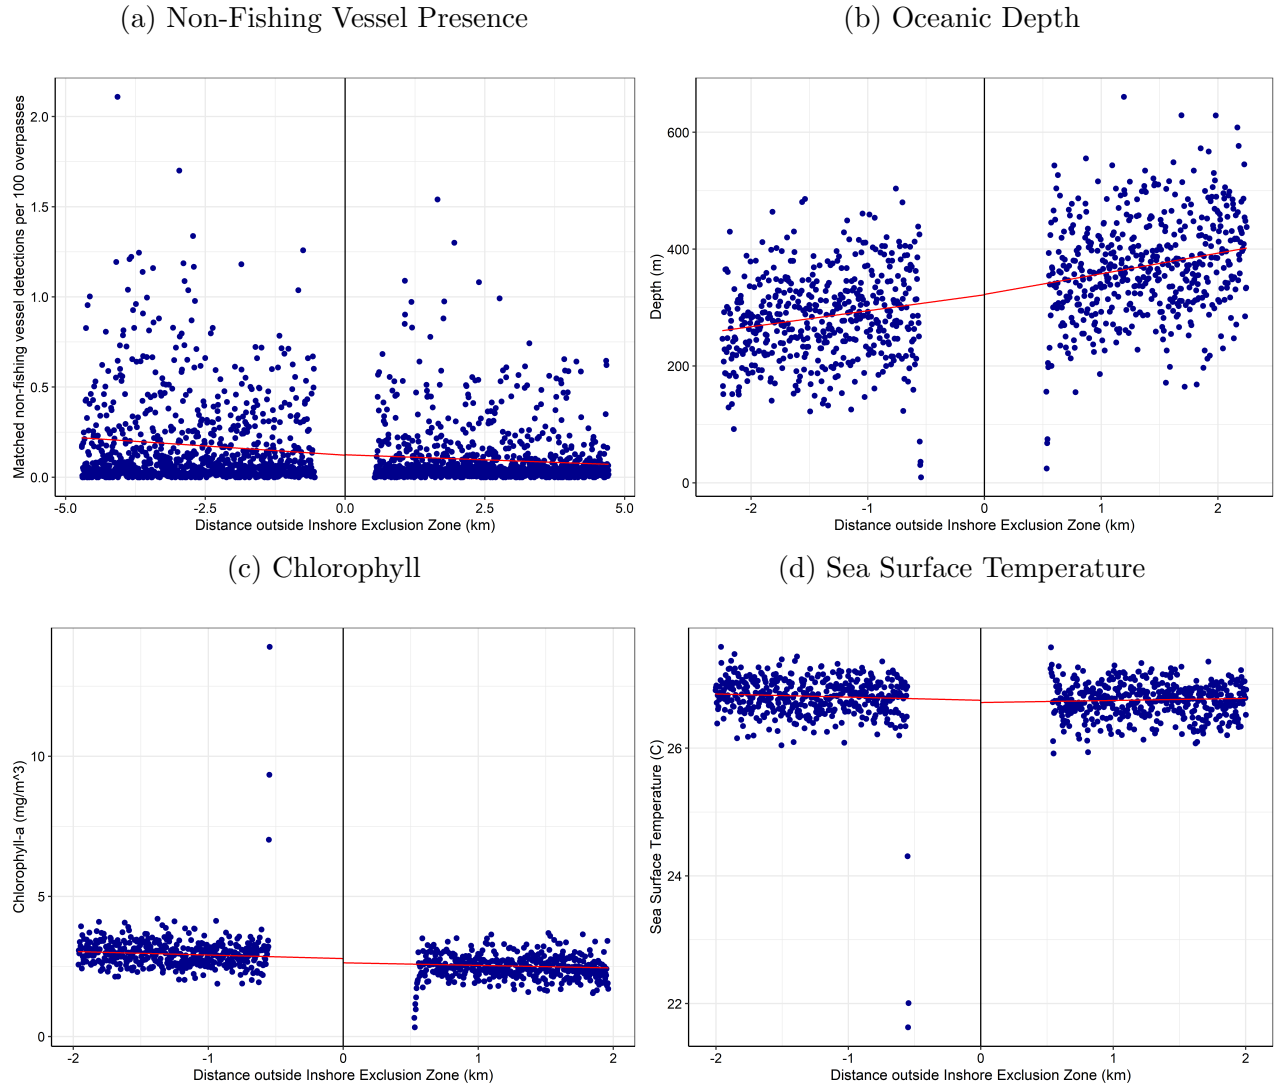 (a) Non-Fishing Vessel Presence
Matched non-fishing vessel detections per 100 overpasses
2.0
1.5
1.0
0.5
0.0
-5.0 -2.5 0.0 2.5 5.0
Distance outside Inshore Exclusion Zone (km)
(b) Oceanic Depth
Depth (m)
600
400
200
0
-2 -1 0 1 2
Distance outside Inshore Exclusion Zone (km)
(c) Chlorophyll
Chlorophyll-a (mg/m^3)
10
5
0
-2 -1 0 1 2
Distance outside Inshore Exclusion Zone (km)
(d) Sea Surface Temperature
Sea Surface Temperature (C)
26
24
22
-2 -1 0 1 2
Distance outside Inshore Exclusion Zone (km)